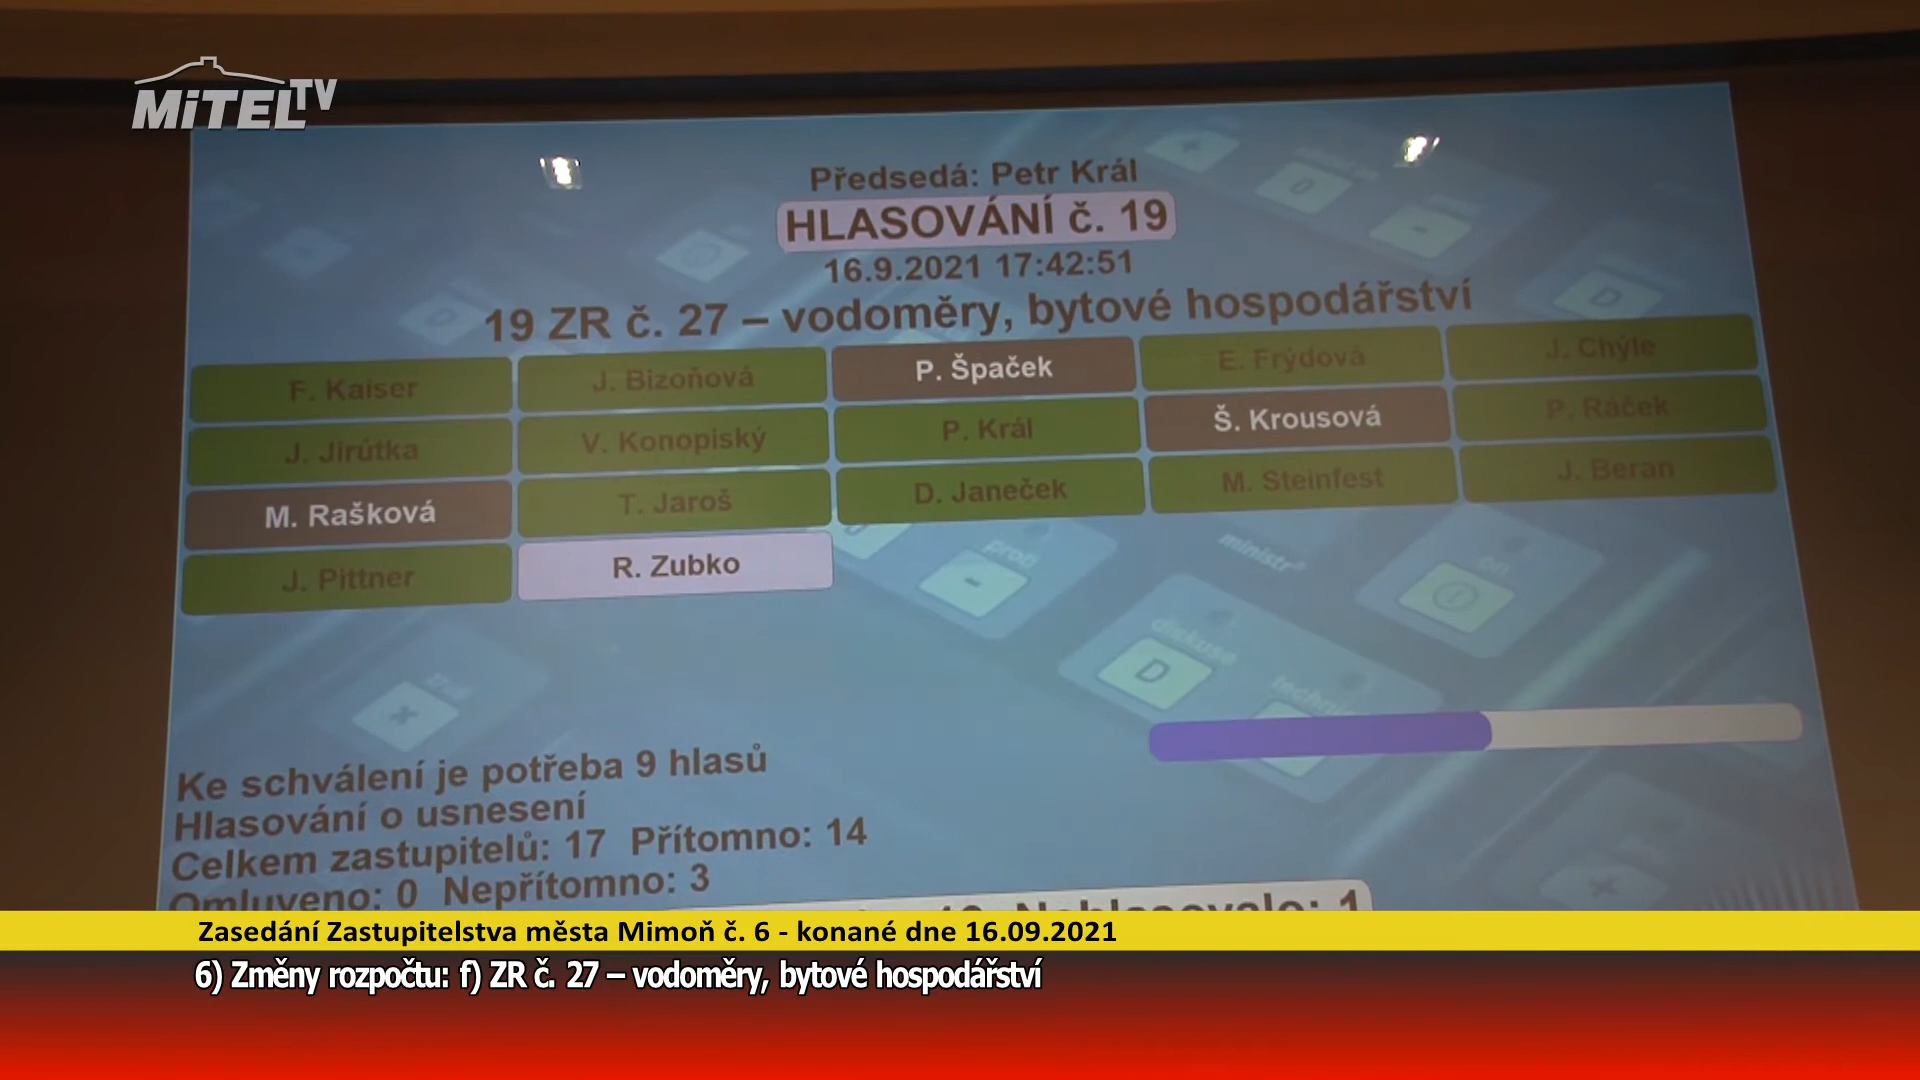 MiTEL TV
Předsedá: Petr Král
HLASOVÁNÍ č. 19
16.9.2021 17:42:51
19 ZR č. 27 – vodoměry, bytové hospodářství
F. Kaiser J. Bizoňová P. Špaček E. Frýdová J. Chýle
J. Jirůtka V. Konopiský P. Král Š. Krousová P. Ráček
M. Rašková T. Jaroš D. Janeček M. Steinfest J. Beran
J. Pittner R. Zubko
Ke schválení je potřeba 9 hlasů
Hlasování o usnesení
Celkem zastupitelů: 17 Přítomno: 14
Omluveno: 0 Nepřítomno: 3
Nehlasovalo: 1
Zasedání Zastupitelstva města Mimoň č. 6 - konané dne 16.09.2021
6) Změny rozpočtu: f) ZR č. 27 – vodoměry, bytové hospodářství